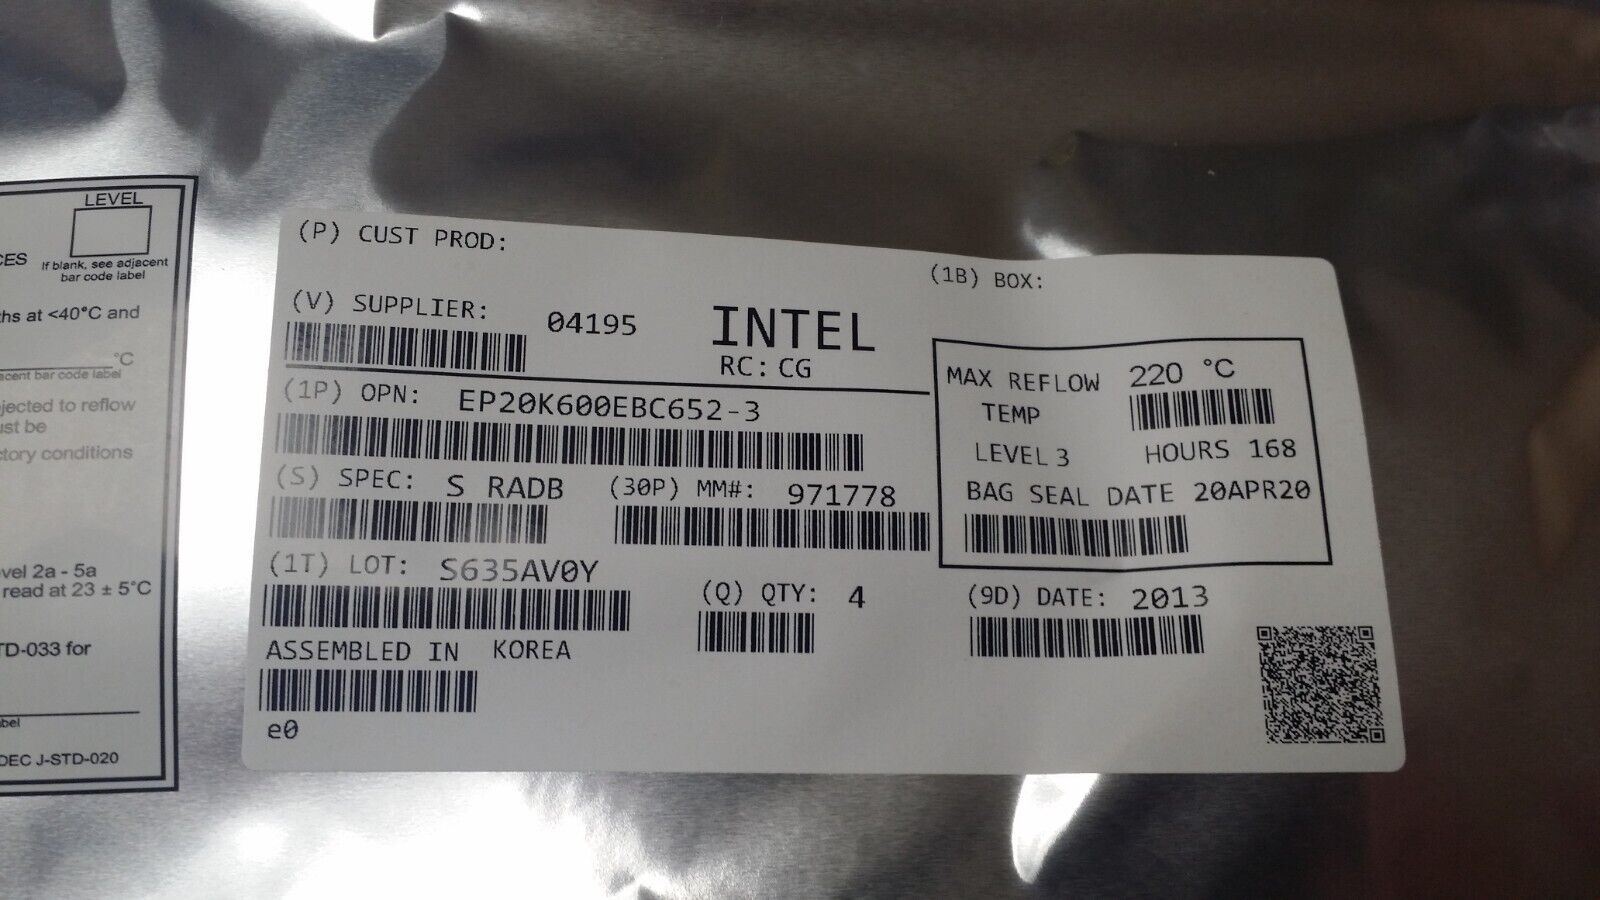 LEVEL
If blank, see adjacent
bar code label
ths at <40°C and
°C
acent bar code label
jected to reflow
ust be
ctory conditions
vel 2a - 5a
read at 23 ± 5°C
TD-033 for
bel
DEC J-STD-020
(P) CUST PROD:
(1B) BOX:
(V) SUPPLIER: 04195
INTEL
RC: CG
(1P) OPN: EP20K600EBC652-3
(S) SPEC: S RADB
(30P) MM#: 971778
(1T) LOT: S635AV0Y
(Q) QTY: 4
(9D) DATE: 2013
ASSEMBLED IN KOREA
e0
MAX REFLOW 220 °C
TEMP
LEVEL 3 HOURS 168
BAG SEAL DATE 20APR20